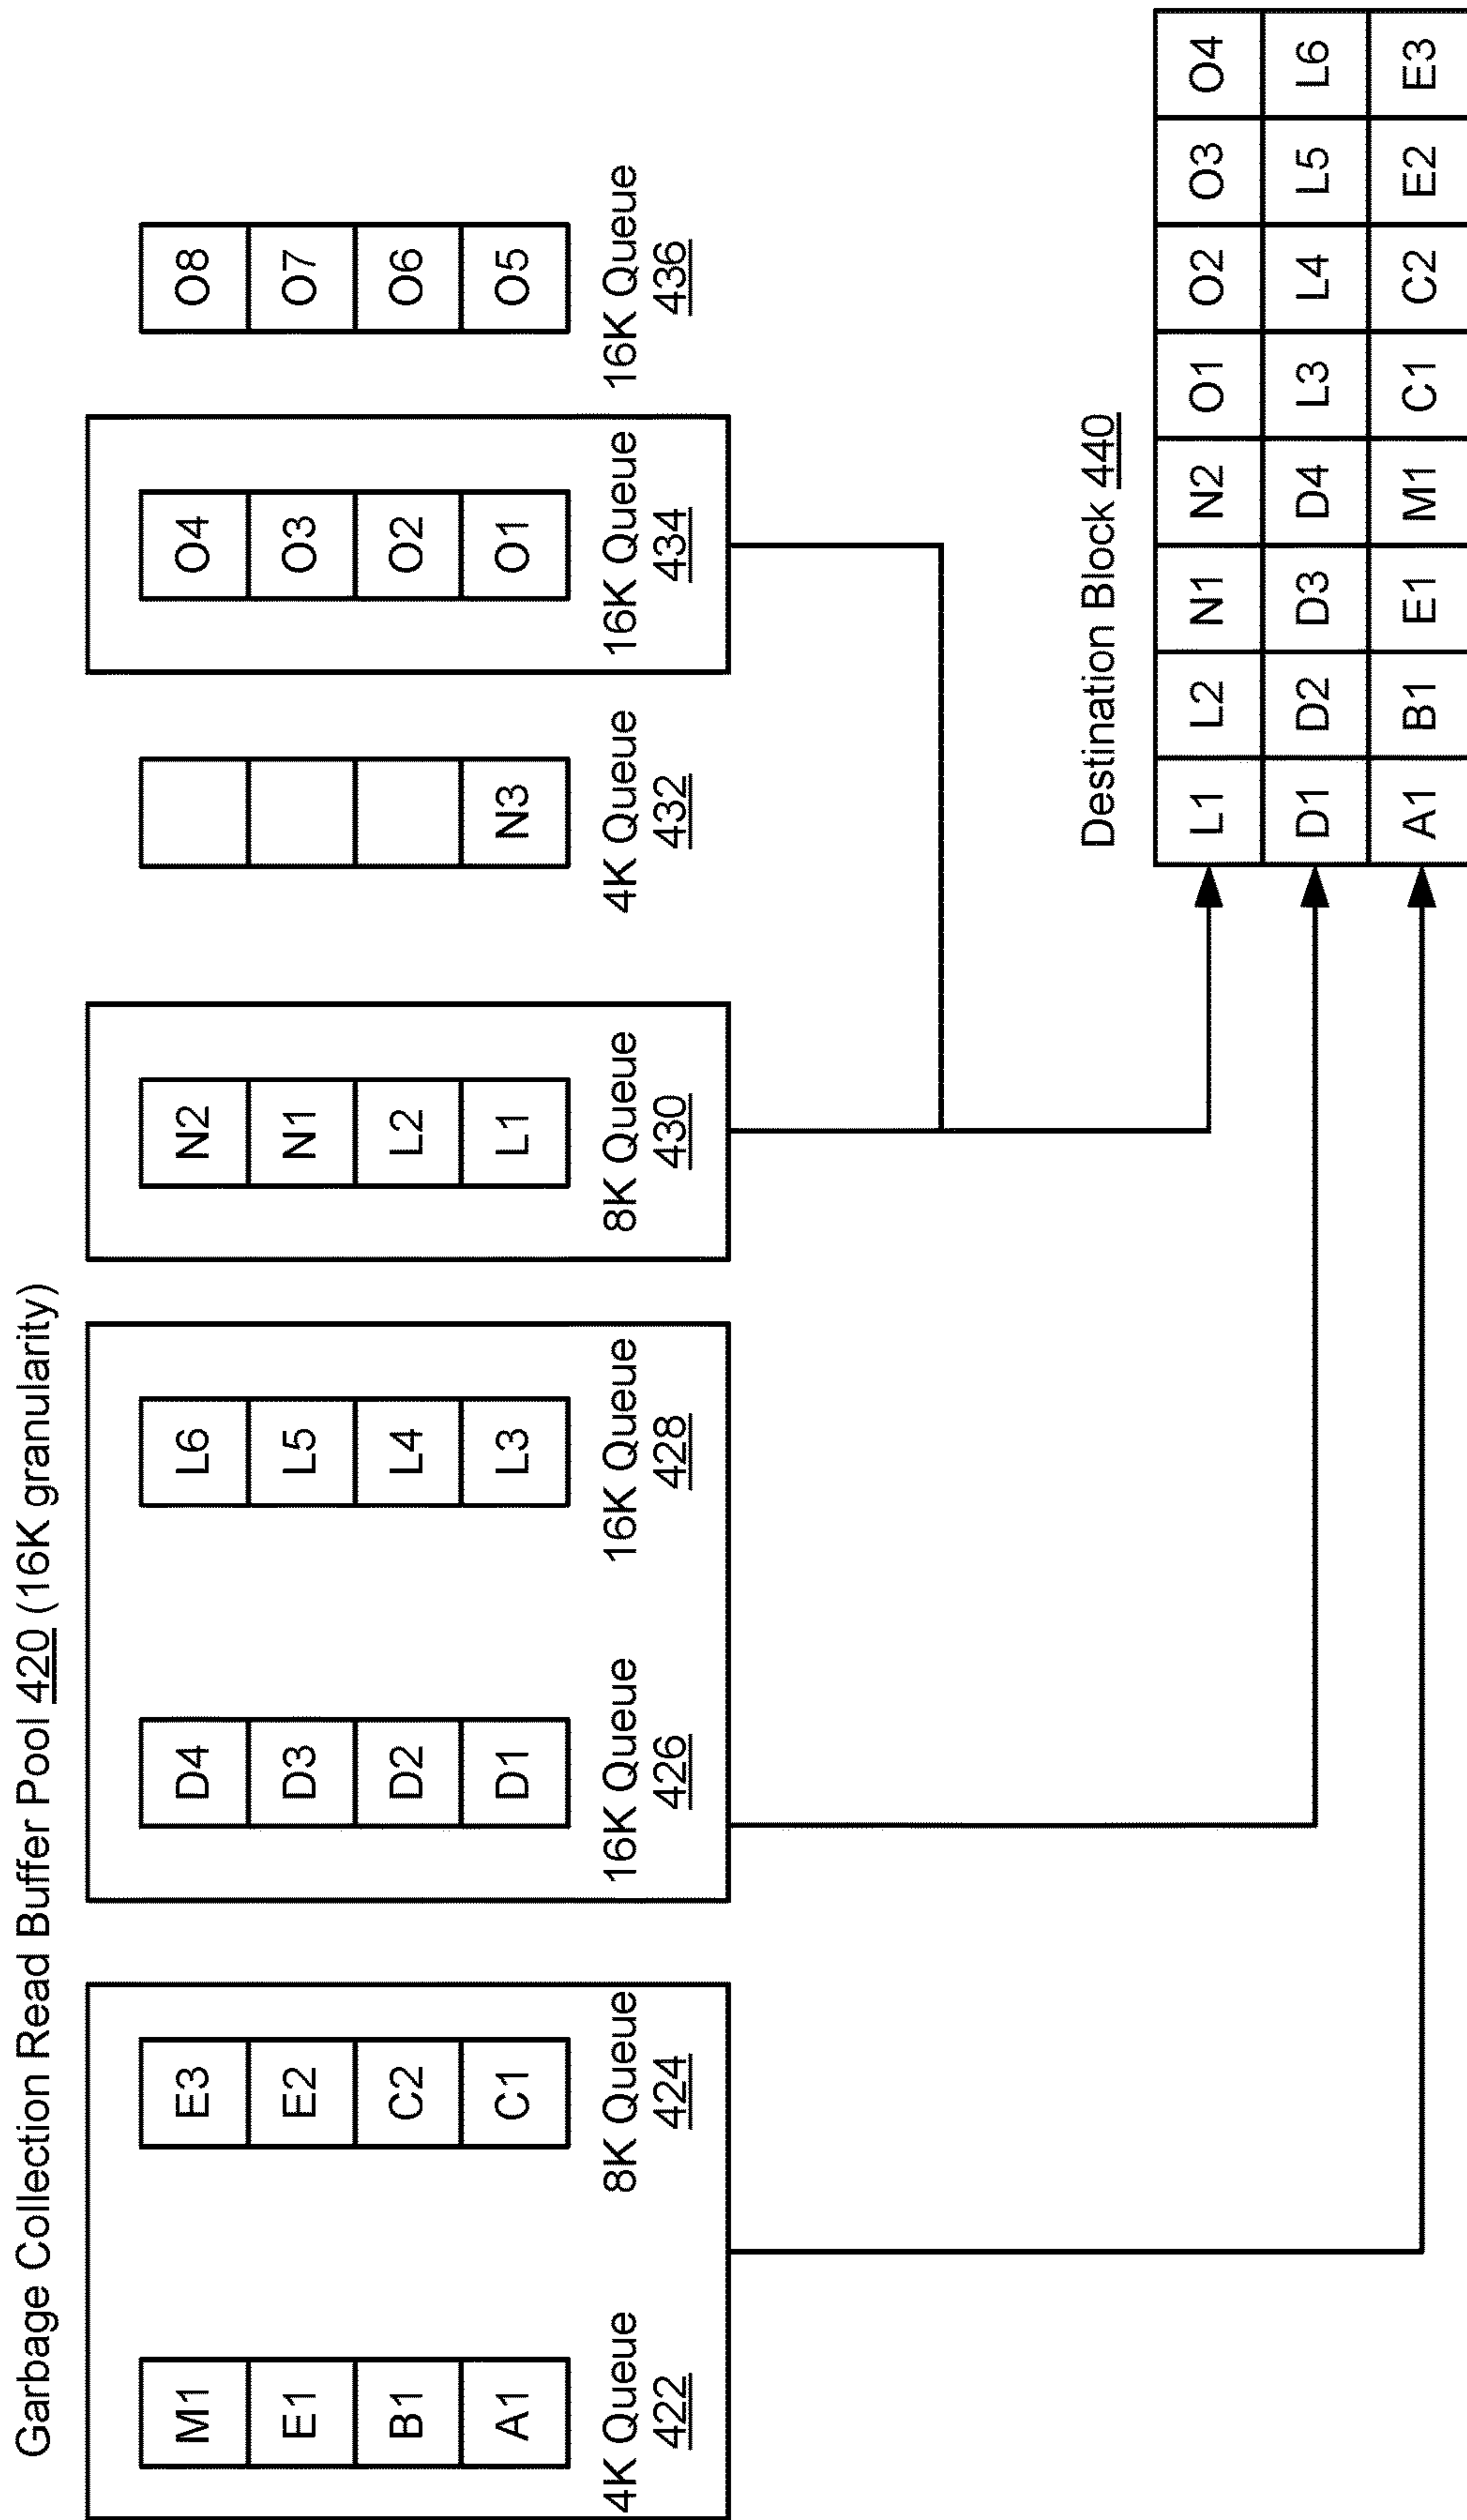 Garbage Collection Read Buffer Pool 420 (16K granularity)
M1
E1
B1
A1
4K Queue
422
E3
E2
C2
C1
8K Queue
424
D4
D3
D2
D1
16K Queue
426
L6
L5
L4
L3
16K Queue
428
N2
N1
L2
L1
8K Queue
430
N3
4K Queue
432
O4
O3
O2
O1
16K Queue
434
O8
O7
O6
O5
16K Queue
436
Destination Block 440
L1 L2 N1 N2 O1 O2 O3 O4
D1 D2 D3 D4 L3 L4 L5 L6
A1 B1 E1 M1 C1 C2 E2 E3